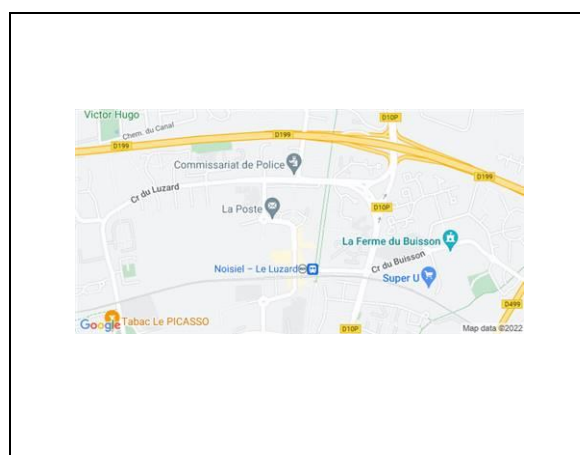 Victor Hugo
Chem. du Canal
D10P
D199
D199
Commissariat de Police
D199
Cr du Luzard
La Poste
D10P
La Ferme du Buisson
Cr du Buisson
Noisiel – Le Luzard
Super U
D499
Tabac Le PICASSO
Google
D10P
Map data ©2022